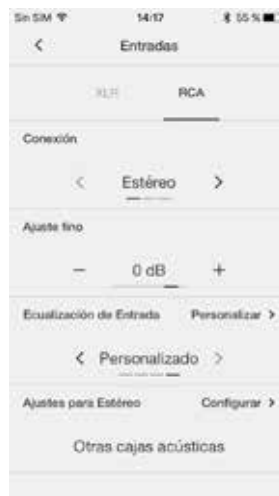 Sin SIM 14:17 55 %
Entradas
XLR RCA
Conexión
< Estéreo >
Ajuste fino
− 0 dB +
Ecualización de Entrada Personalizar >
< Personalizado >
Ajustes para Estéreo Configurar >
Otras cajas acústicas